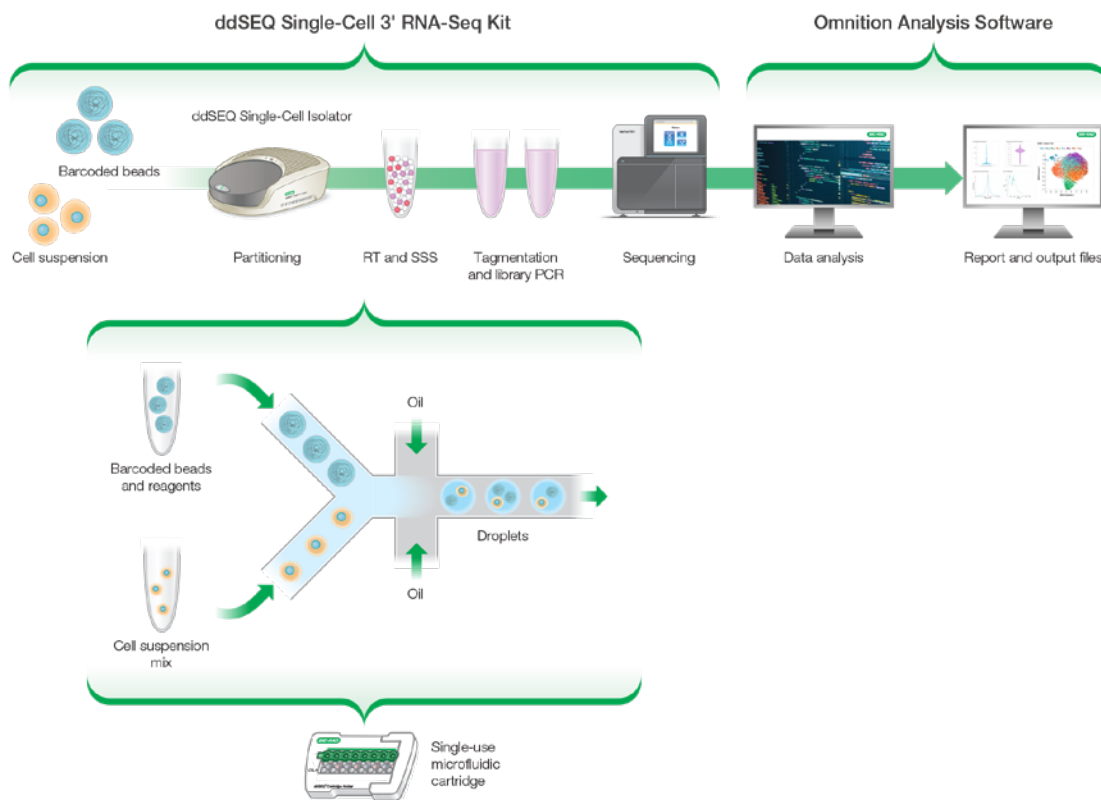 ddSEQ Single-Cell 3' RNA-Seq Kit
Omnition Analysis Software
ddSEQ Single-Cell Isolator
Barcoded beads
Cell suspension
Partitioning
RT and SSS
Tagmentation
and library PCR
Sequencing
Data analysis
Report and output files
Barcoded beads
and reagents
Oil
Droplets
Oil
Cell suspension
mix
BIO-RAD
Single-use
microfluidic
cartridge